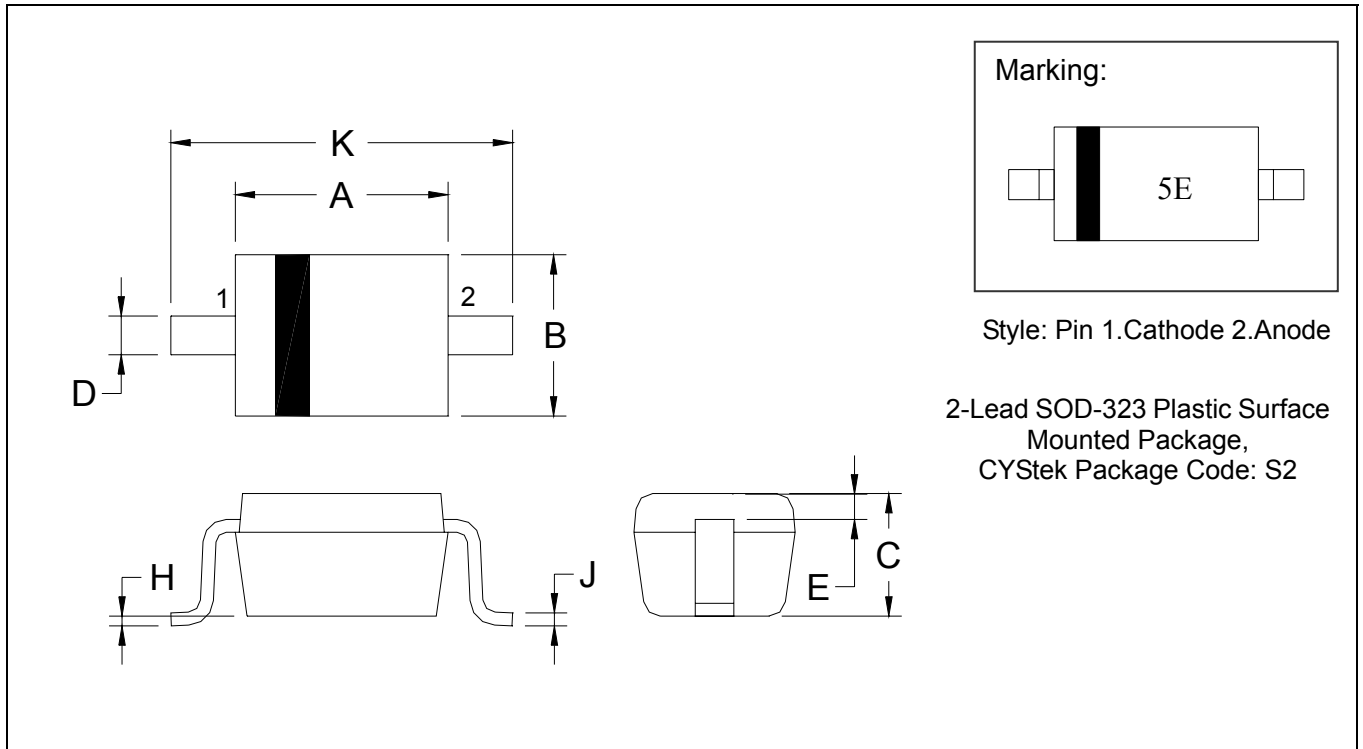 Marking:
5E
Style: Pin 1.Cathode 2.Anode
2-Lead SOD-323 Plastic Surface
Mounted Package,
CYStek Package Code: S2
K
A
1
2
B
D
H
J
E
C